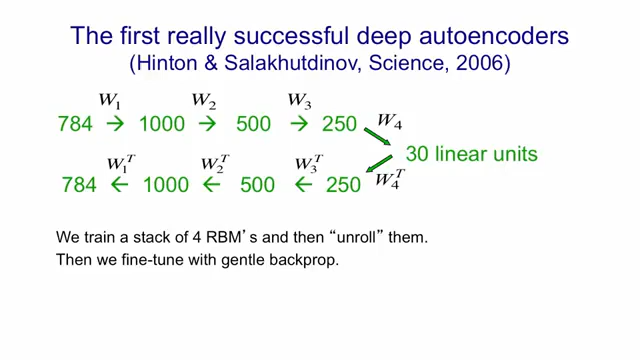 The first really successful deep autoencoders
(Hinton & Salakhutdinov, Science, 2006)
W₁ W₂ W₃
784 → 1000 → 500 → 250 W₄
30 linear units
W₁ᵀ W₂ᵀ W₃ᵀ
784 ← 1000 ← 500 ← 250 W₄ᵀ
We train a stack of 4 RBM’s and then “unroll” them.
Then we fine-tune with gentle backprop.